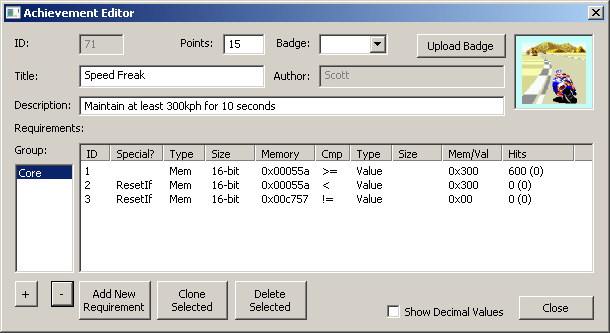 Achievement Editor
ID: 71 Points: 15 Badge: Upload Badge
Title: Speed Freak Author: Scott
Description: Maintain at least 300kph for 10 seconds
Requirements:
Group:
Core
ID Special? Type Size Memory Cmp Type Size Mem/Val Hits
1 Mem 16-bit 0x00055a >= Value 0x300 600 (0)
2 ResetIf Mem 16-bit 0x00055a < Value 0x300 0 (0)
3 ResetIf Mem 16-bit 0x00c757 != Value 0x00 0 (0)
+ - Add New Requirement Clone Selected Delete Selected Show Decimal Values Close